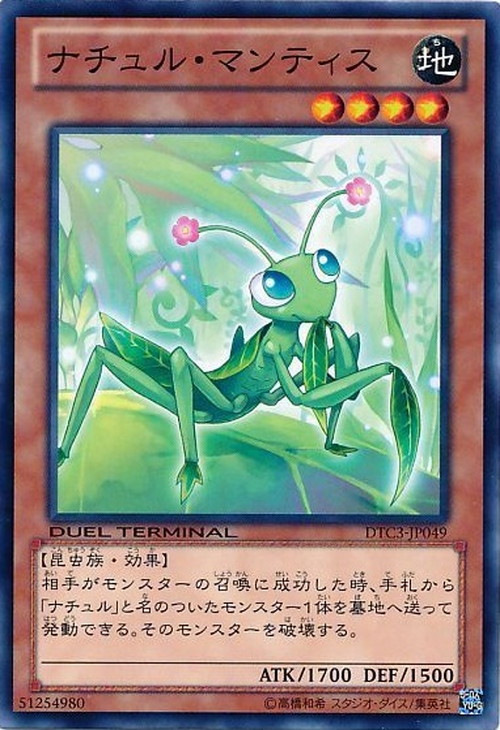 ナチュル・マンティス
ち
地
DUEL TERMINAL
DTC3-JP049
【昆虫族・効果】
相手がモンスターの召喚に成功した時、手札から
「ナチュル」と名のついたモンスター1体を墓地へ送って
発動できる。そのモンスターを破壊する。
ATK/1700 DEF/1500
51254980
©高橋和希 スタジオ・ダイス/集英社